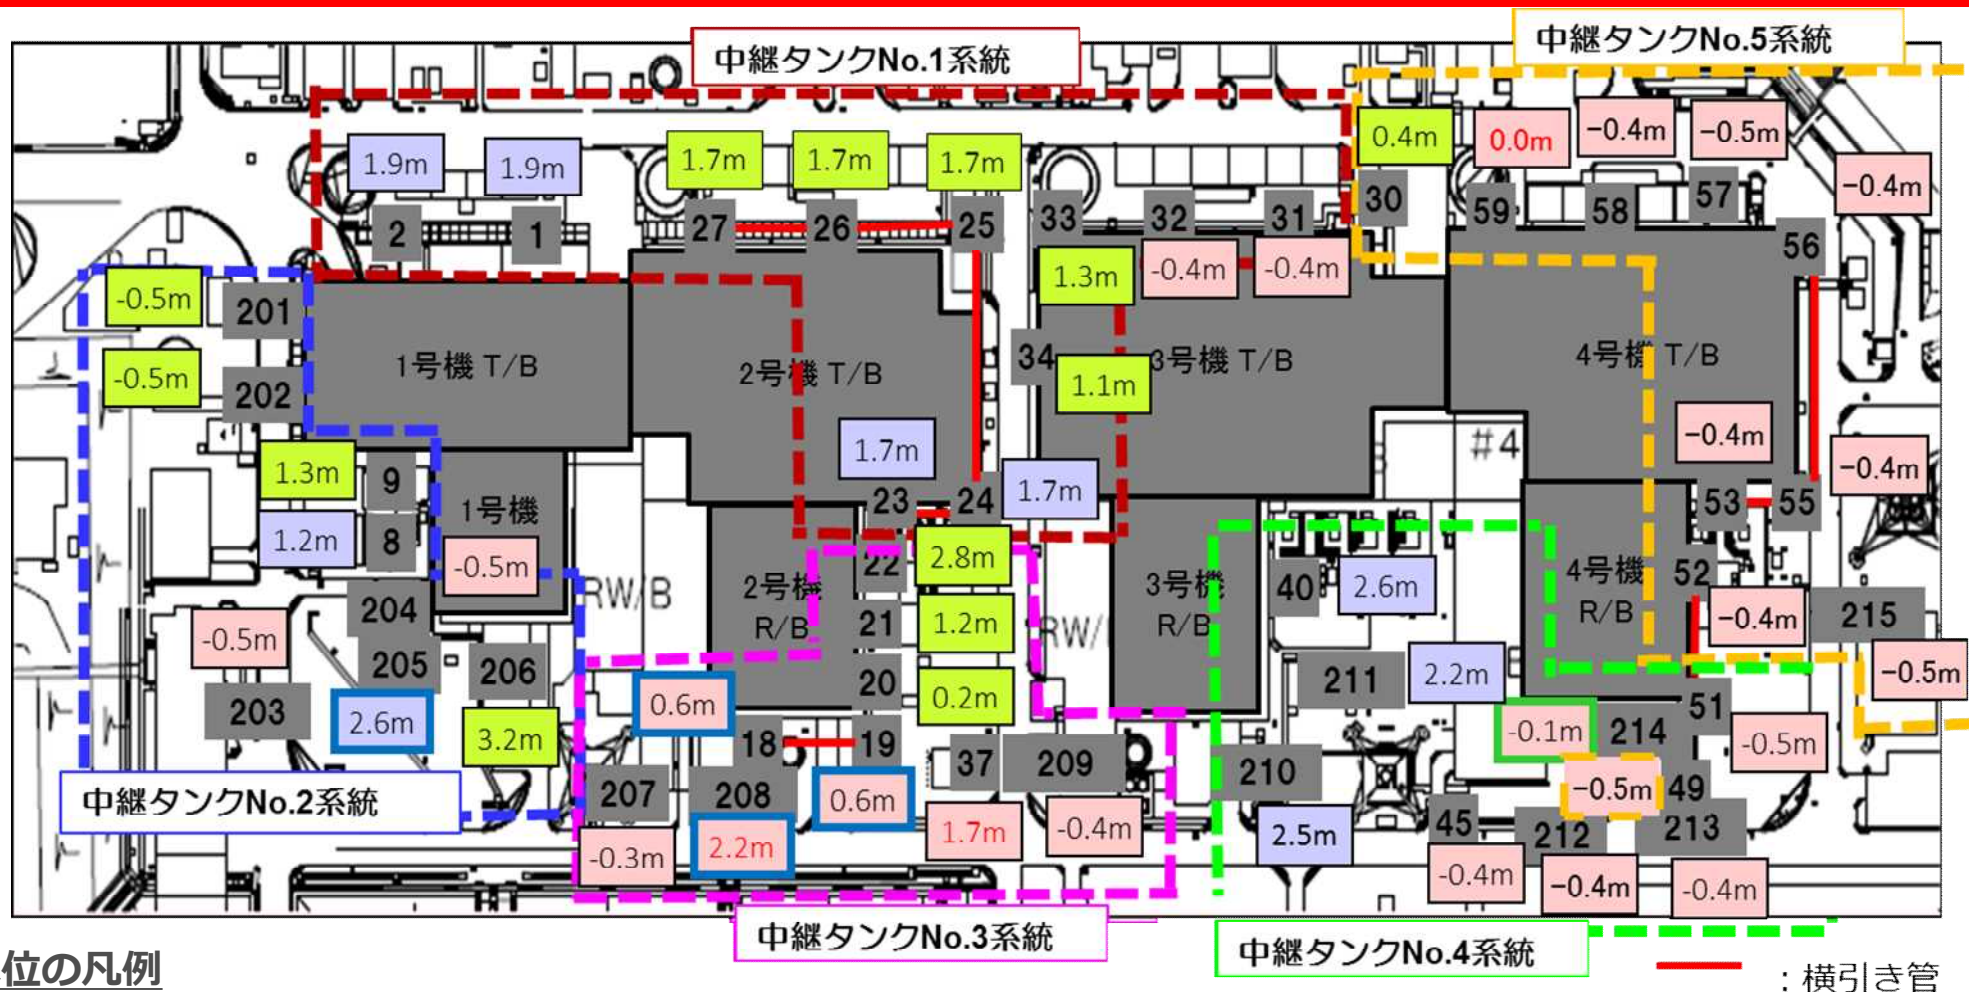 中継タンクNo.1系統
中継タンクNo.5系統
1.9m
1.9m
1.7m
1.7m
1.7m
0.4m
0.0m
−0.4m
−0.5m
−0.4m
2
1
27
26
25
33
32
31
30
59
58
57
56
-0.5m
201
1.3m
-0.4m
-0.4m
-0.5m
202
1号機 T/B
2号機 T/B
34
1.1m
3号機 T/B
4号機 T/B
1.3m
9
1.7m
1.7m
#4
−0.4m
−0.4m
1.2m
8
1号機
-0.5m
23
24
53
55
204
RW/B
2号機
R/B
22
2.8m
21
1.2m
20
0.2m
RW/
3号機
R/B
40
2.6m
4号機
R/B
52
−0.4m
215
-0.5m
203
205
2.6m
206
3.2m
0.6m
18
19
37
209
210
211
2.2m
-0.1m
214
51
−0.5m
-0.5m
中継タンクNo.2系統
207
208
0.6m
−0.5m
49
-0.3m
2.2m
1.7m
-0.4m
2.5m
45
212
213
-0.4m
−0.4m
-0.4m
中継タンクNo.3系統
中継タンクNo.4系統
位の凡例
：横引き管